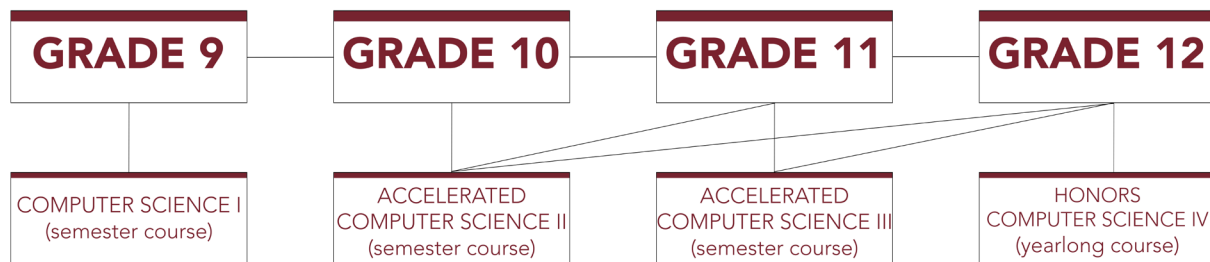 GRADE 9
GRADE 10
GRADE 11
GRADE 12
COMPUTER SCIENCE I
(semester course)
ACCELERATED
COMPUTER SCIENCE II
(semester course)
ACCELERATED
COMPUTER SCIENCE III
(semester course)
HONORS
COMPUTER SCIENCE IV
(yearlong course)